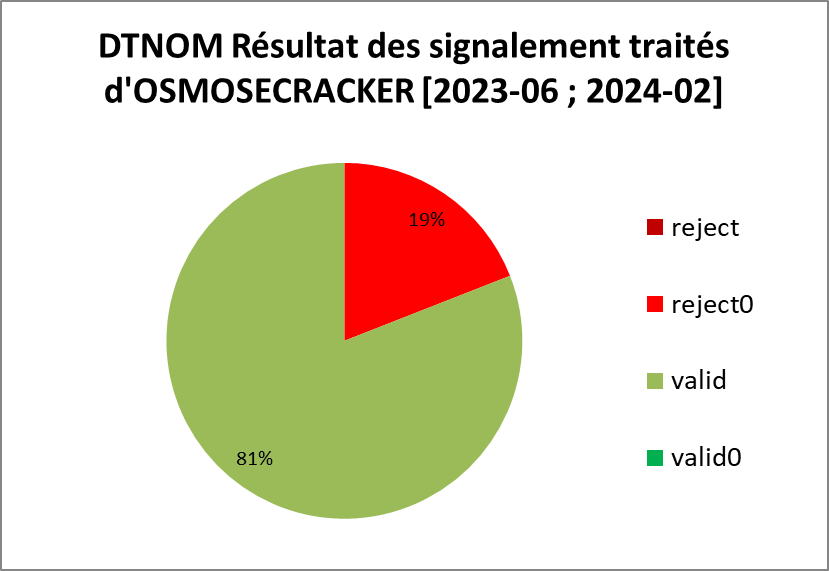 DTNOM Résultat des signalement traités
d'OSMOSECRACKER [2023-06 ; 2024-02]
19%
81%
reject
reject0
valid
valid0